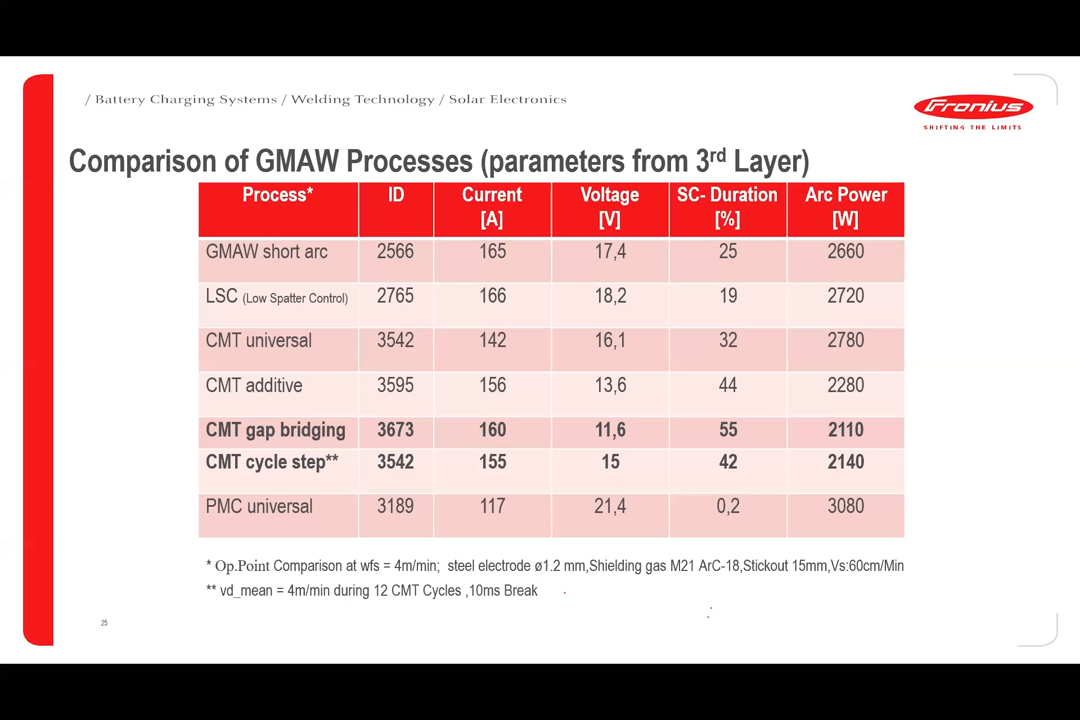 / Battery Charging Systems / Welding Technology / Solar Electronics
Fronius
SHIFTING THE LIMITS
Comparison of GMAW Processes (parameters from 3rd Layer)
Process* ID Current [A] Voltage [V] SC- Duration [%] Arc Power [W]
GMAW short arc 2566 165 17,4 25 2660
LSC (Low Spatter Control) 2765 166 18,2 19 2720
CMT universal 3542 142 16,1 32 2780
CMT additive 3595 156 13,6 44 2280
CMT gap bridging 3673 160 11,6 55 2110
CMT cycle step** 3542 155 15 42 2140
PMC universal 3189 117 21,4 0,2 3080
* Op.Point Comparison at wfs = 4m/min; steel electrode ø1.2 mm,Shielding gas M21 ArC-18,Stickout 15mm,Vs:60cm/Min
** vd_mean = 4m/min during 12 CMT Cycles ,10ms Break
25